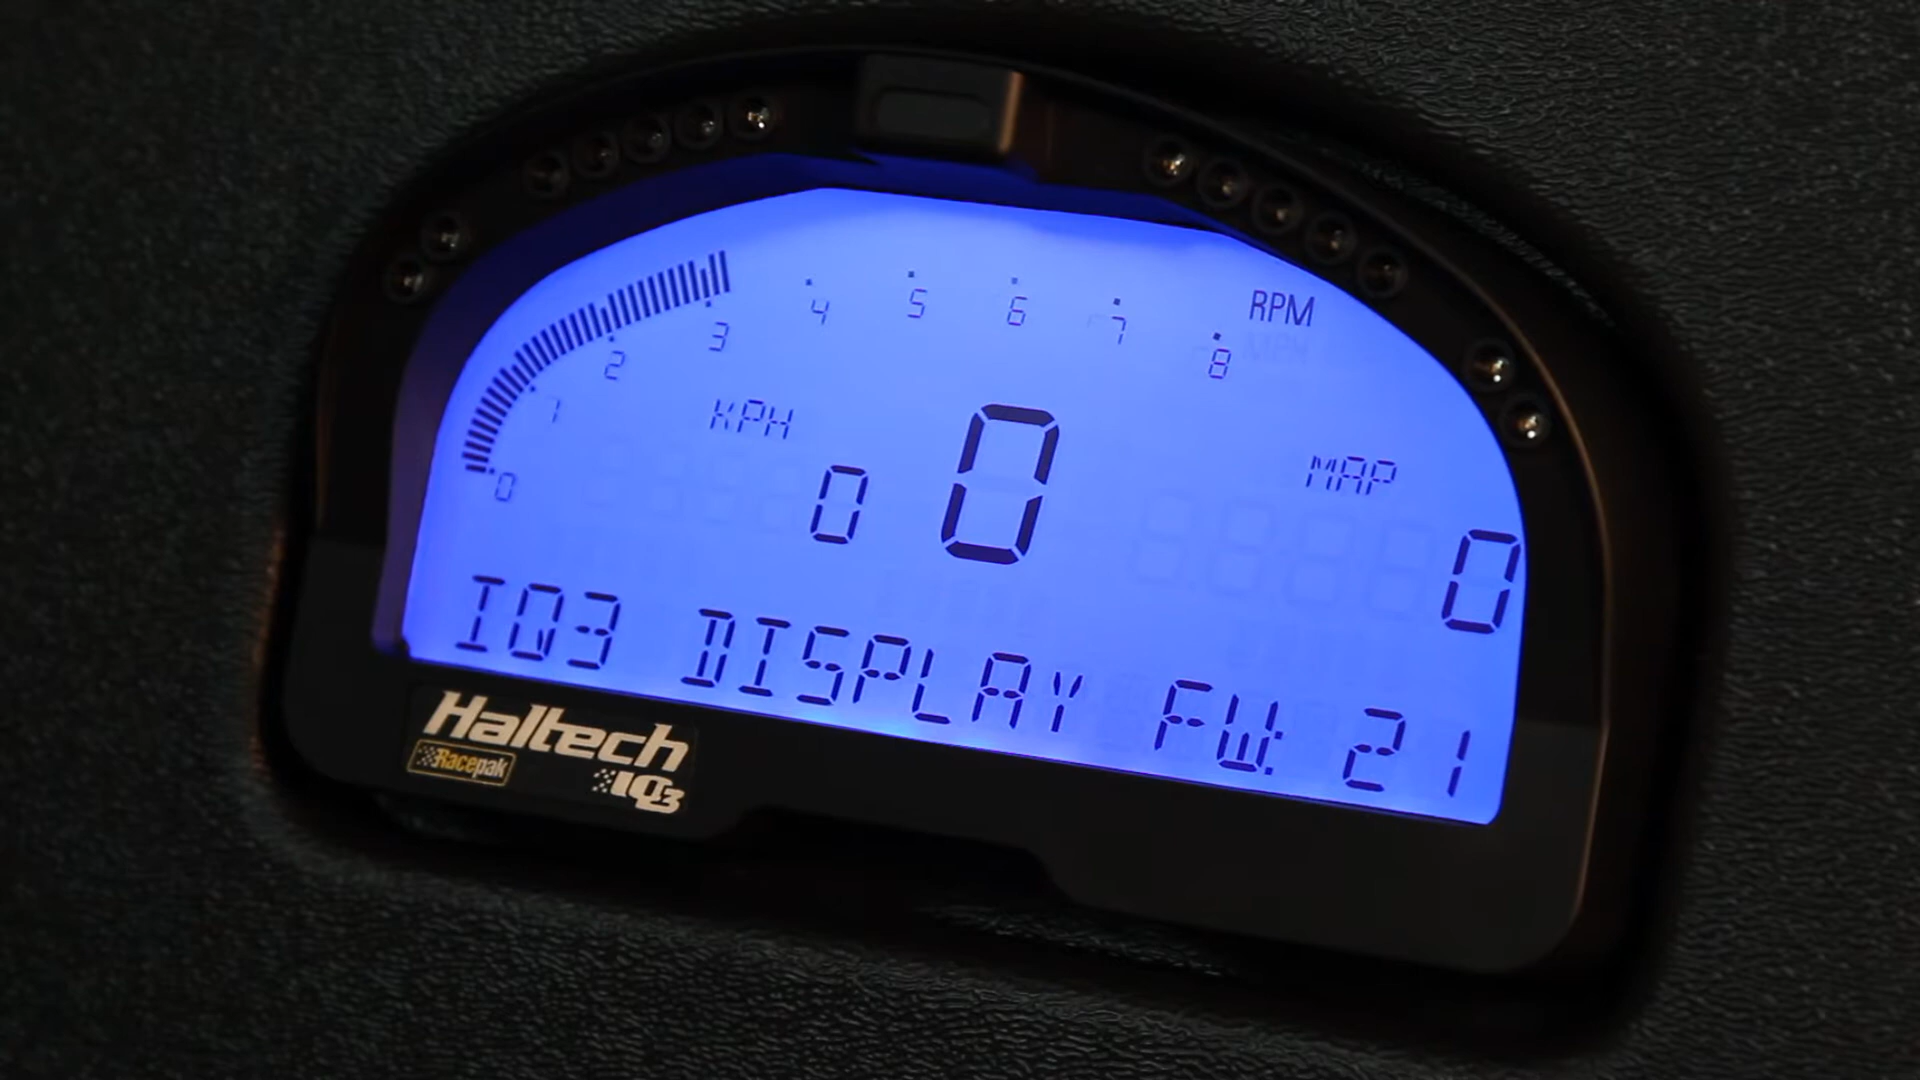 RPM
0 1 2 3 4 5 6 7 8
KPH
0
0
MAP
0
IQ3 DISPLAY FW: 21
Haltech
Racepak
IQ3